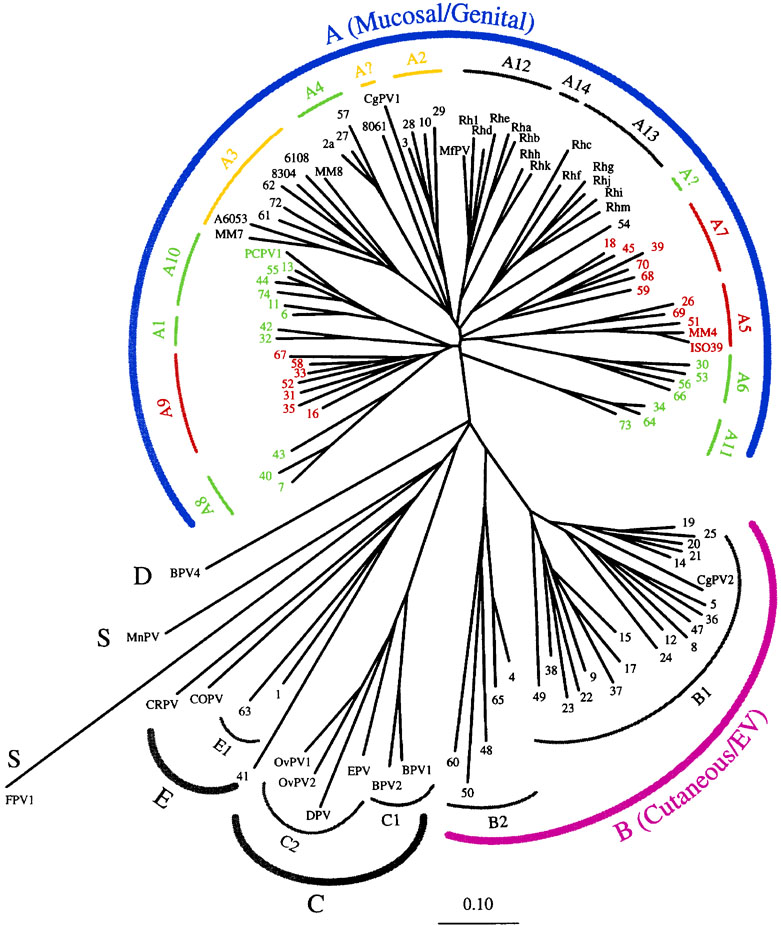 A (Mucosal/Genital)
A8
A9
A1
A10
A3
A4
A?
A2
A12
A14
A13
A?
A7
A5
A6
A11
7
40
43
16
35
31
52
33
58
67
32
42
6
11
74
44
55
13
PCPV1
MM7
A6053
61
72
62
8304
6108
MM8
2a
27
57
8061
CgPV1
3
28
10
29
MfPV
Rh1
Rhd
Rhe
Rha
Rhb
Rhh
Rhk
Rhc
Rhf
Rhg
Rhj
Rhi
Rhm
54
18
45
39
70
68
59
26
69
51
MM4
ISO39
30
53
56
66
34
64
73
19
25
20
21
14
CgPV2
5
36
47
8
12
24
15
17
37
9
22
23
38
49
B1
4
65
48
50
60
B2
B (Cutaneous/EV)
BPV1
BPV2
EPV
C1
DPV
OvPV2
OvPV1
C2
C
41
1
63
E1
COPV
CRPV
E
FPV1
S
MnPV
S
BPV4
D
0.10